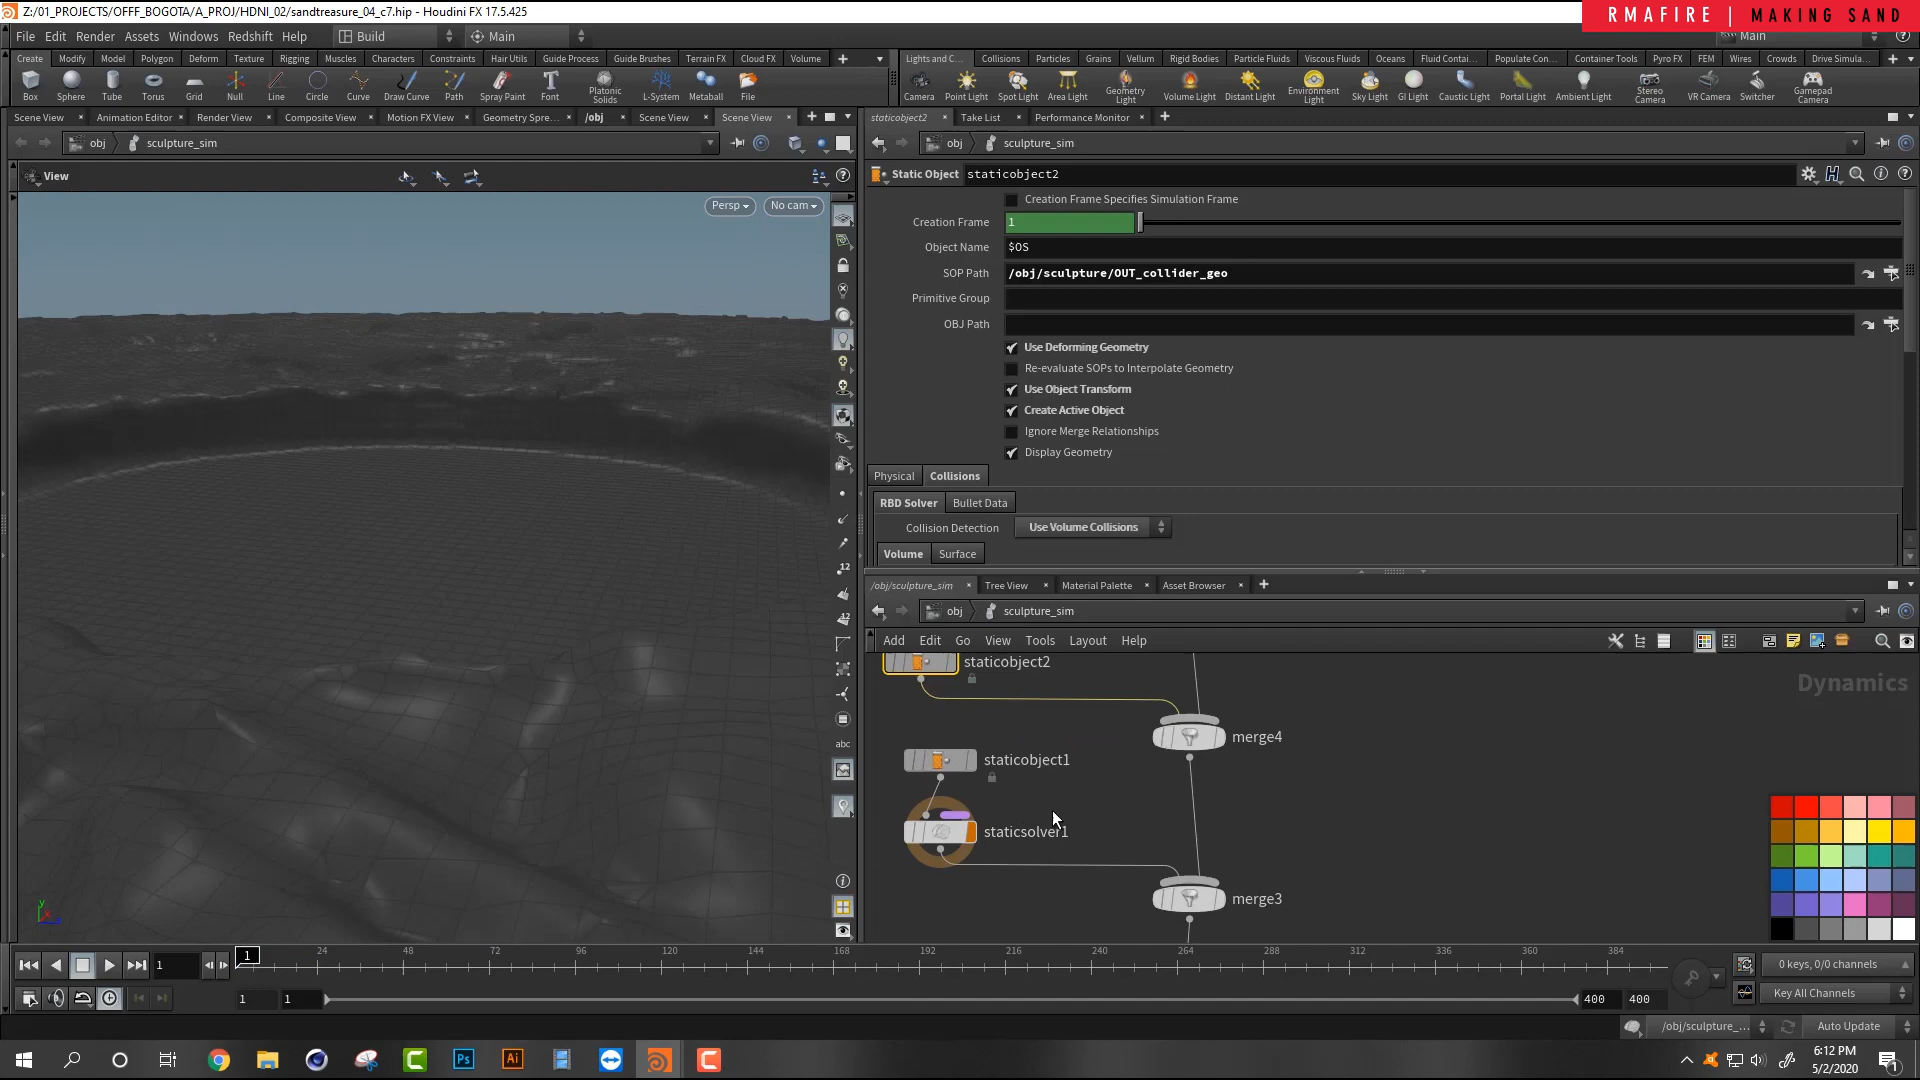 Z:/01_PROJECTS/OFFF_BOGOTA/A_PROJ/HDNI_02/sandtreasure_04_c7.hip - Houdini FX 17.5.425
RMAFIRE | MAKING SAND
File Edit Render Assets Windows Redshift Help Build Main Main
Create Modify Model Polygon Deform Texture Rigging Muscles Characters Constraints Hair Utils Guide Process Guide Brushes Terrain FX Cloud FX Volume
Lights and C... Collisions Particles Grains Vellum Rigid Bodies Particle Fluids Viscous Fluids Oceans Fluid Contai... Populate Con... Container Tools Pyro FX FEM Wires Crowds Drive Simula...
Box Sphere Tube Torus Grid Null Line Circle Curve Draw Curve Path Spray Paint Font Platonic Solids L-System Metaball File
Camera Point Light Spot Light Area Light Geometry Light Volume Light Distant Light Environment Light Sky Light GI Light Caustic Light Portal Light Ambient Light Stereo Camera VR Camera Switcher Gamepad Camera
Scene View Animation Editor Render View Composite View Motion FX View Geometry Spre... /obj Scene View Scene View
staticobject2 Take List Performance Monitor
obj sculpture_sim
obj sculpture_sim
View
Static Object staticobject2
Persp No cam
Creation Frame Specifies Simulation Frame
Creation Frame 1
Object Name $OS
SOP Path /obj/sculpture/OUT_collider_geo
Primitive Group
OBJ Path
Use Deforming Geometry
Re-evaluate SOPs to Interpolate Geometry
Use Object Transform
Create Active Object
Ignore Merge Relationships
Display Geometry
Physical Collisions
RBD Solver Bullet Data
Collision Detection Use Volume Collisions
Volume Surface
/obj/sculpture_sim Tree View Material Palette Asset Browser
obj sculpture_sim
Add Edit Go View Tools Layout Help
staticobject2
Dynamics
merge4
staticobject1
staticsolver1
merge3
12
12
abc
y
1 1 24 48 72 96 120 144 168 192 216 240 264 288 312 336 360 384
0 keys, 0/0 channels
1 1 400 400
Key All Channels
/obj/sculpture_... Auto Update
Ps Ai
6:12 PM
5/2/2020
1